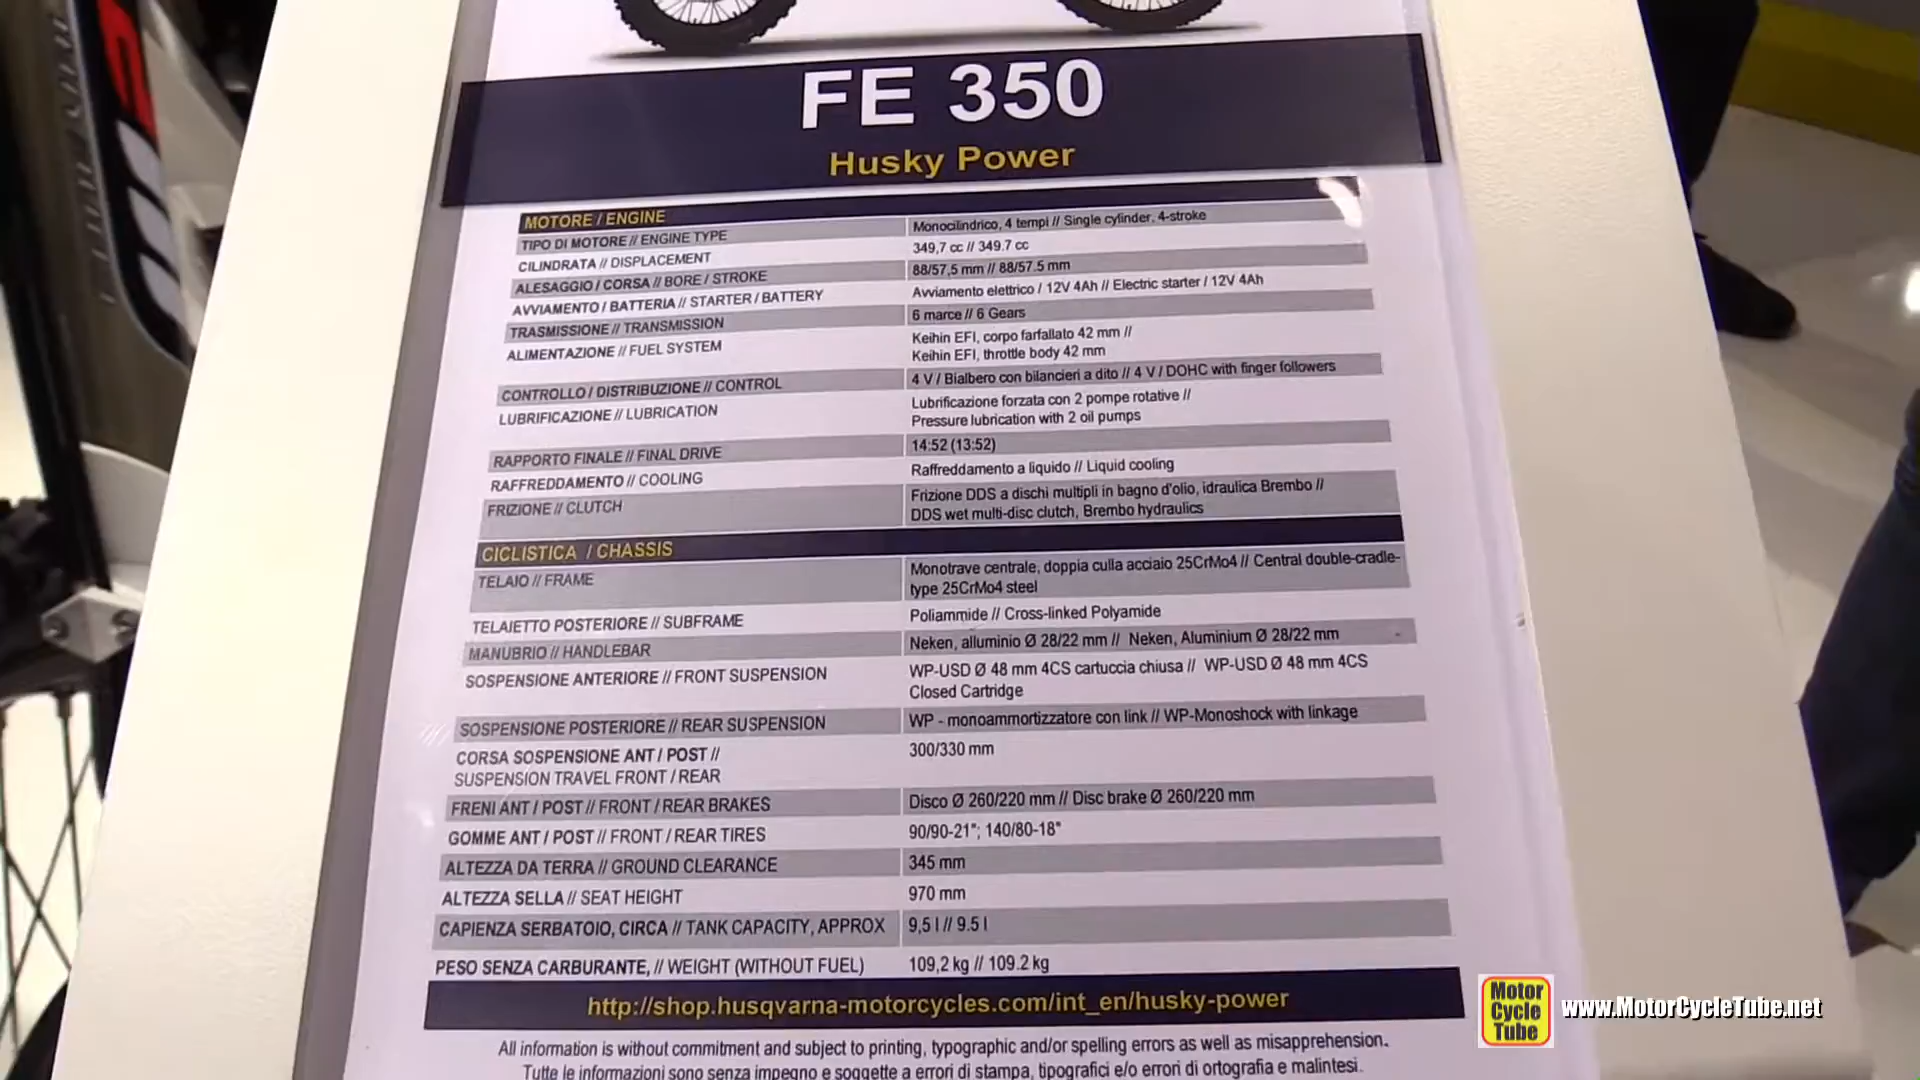 FE 350
Husky Power
MOTORE / ENGINE
TIPO DI MOTORE // ENGINE TYPE Monocilindrico, 4 tempi // Single cylinder, 4-stroke
CILINDRATA // DISPLACEMENT 349,7 cc // 349.7 cc
ALESAGGIO / CORSA // BORE / STROKE 88/57,5 mm // 88/57.5 mm
AVVIAMENTO / BATTERIA // STARTER / BATTERY Avviamento elettrico / 12V 4Ah // Electric starter / 12V 4Ah
TRASMISSIONE // TRANSMISSION 6 marce // 6 Gears
ALIMENTAZIONE // FUEL SYSTEM Keihin EFI, corpo farfallato 42 mm //
Keihin EFI, throttle body 42 mm
CONTROLLO / DISTRIBUZIONE // CONTROL 4 V / Bialbero con bilancieri a dito // 4 V / DOHC with finger followers
LUBRIFICAZIONE // LUBRICATION Lubrificazione forzata con 2 pompe rotative //
Pressure lubrication with 2 oil pumps
RAPPORTO FINALE // FINAL DRIVE 14:52 (13:52)
RAFFREDDAMENTO // COOLING Raffreddamento a liquido // Liquid cooling
FRIZIONE // CLUTCH Frizione DDS a dischi multipli in bagno d'olio, idraulica Brembo //
DDS wet multi-disc clutch, Brembo hydraulics
CICLISTICA / CHASSIS
TELAIO // FRAME Monotrave centrale, doppia culla acciaio 25CrMo4 // Central double-cradle-
type 25CrMo4 steel
TELAIETTO POSTERIORE // SUBFRAME Poliammide // Cross-linked Polyamide
MANUBRIO // HANDLEBAR Neken, alluminio Ø 28/22 mm // Neken, Aluminium Ø 28/22 mm
SOSPENSIONE ANTERIORE // FRONT SUSPENSION WP-USD Ø 48 mm 4CS cartuccia chiusa // WP-USD Ø 48 mm 4CS
Closed Cartridge
SOSPENSIONE POSTERIORE // REAR SUSPENSION WP - monoammortizzatore con link // WP-Monoshock with linkage
CORSA SOSPENSIONE ANT / POST // 300/330 mm
SUSPENSION TRAVEL FRONT / REAR
FRENI ANT / POST // FRONT / REAR BRAKES Disco Ø 260/220 mm // Disc brake Ø 260/220 mm
GOMME ANT / POST // FRONT / REAR TIRES 90/90-21"; 140/80-18"
ALTEZZA DA TERRA // GROUND CLEARANCE 345 mm
ALTEZZA SELLA // SEAT HEIGHT 970 mm
CAPIENZA SERBATOIO, CIRCA // TANK CAPACITY, APPROX 9,5 l // 9.5 l
PESO SENZA CARBURANTE, // WEIGHT (WITHOUT FUEL) 109,2 kg // 109.2 kg
http://shop.husqvarna-motorcycles.com/int_en/husky-power
All information is without commitment and subject to printing, typographic and/or spelling errors as well as misapprehension.
Tutte le informazioni sono senza impegno e soggette a errori di stampa, tipografici e/o errori di ortografia e malintesi.
Motor
Cycle
Tube
www.MotorCycleTube.net